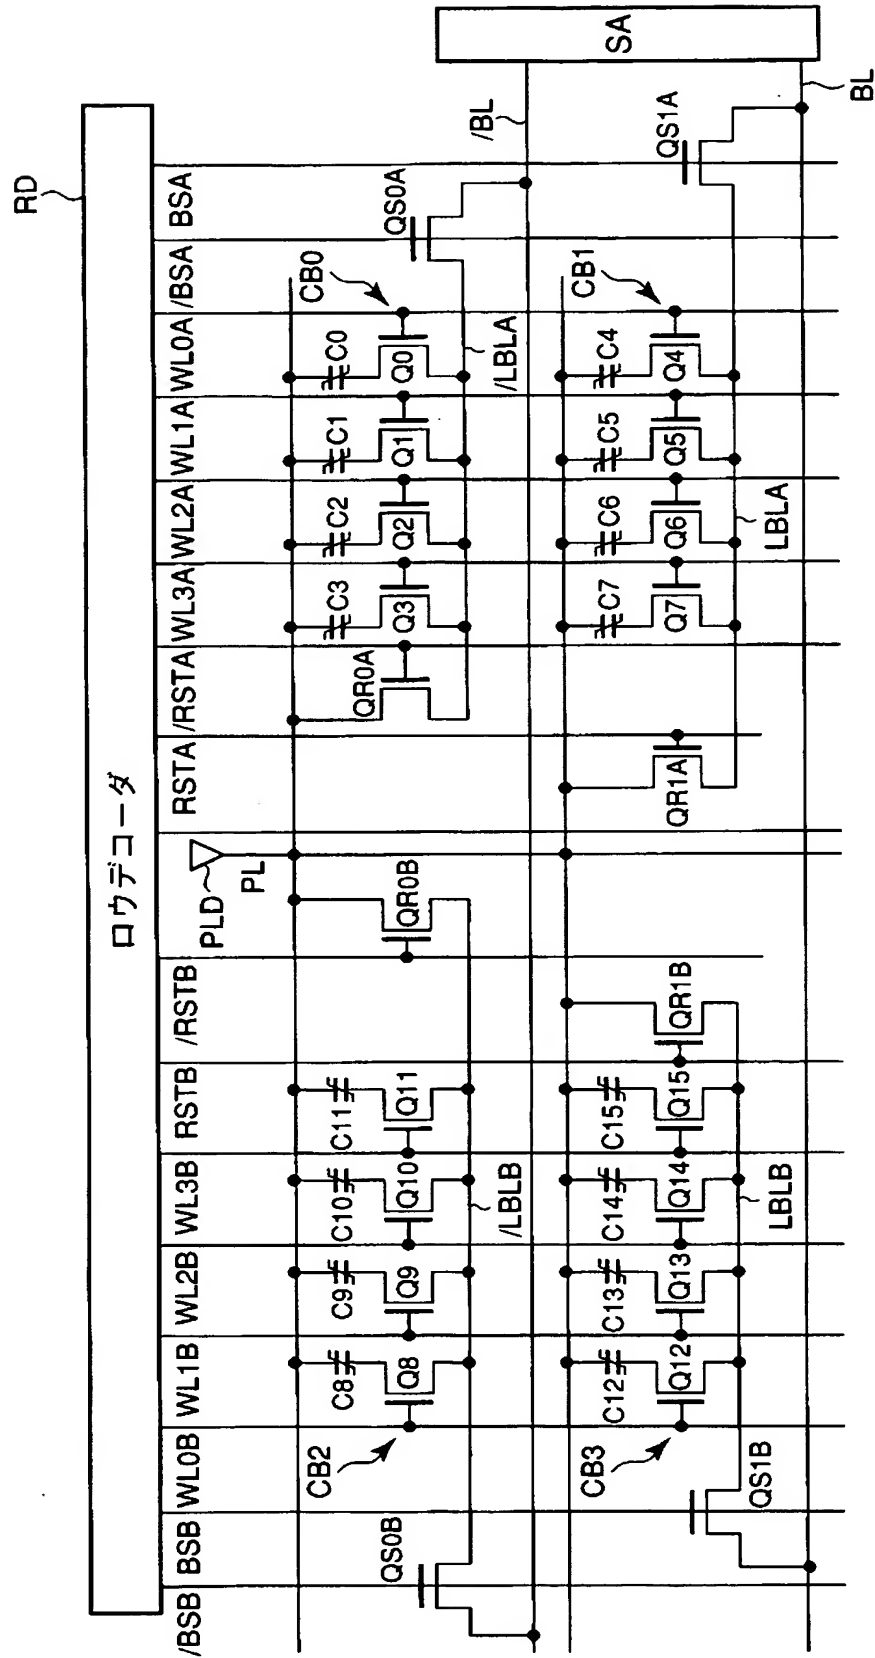 RD
ロウデコーダ
SA
/BL
BL
/BSB
BSB
WL0B
WL1B
WL2B
WL3B
RSTB
/RSTB
PLD
PL
RSTA
/RSTA
WL3A
WL2A
WL1A
WL0A
/BSA
BSA
QS0B
CB2
C8
Q8
C9
Q9
C10
Q10
C11
Q11
/LBLB
QR0B
QR0A
C3
Q3
C2
Q2
C1
Q1
C0
Q0
CB0
/LBLA
QS0A
QS1B
CB3
C12
Q12
C13
Q13
C14
Q14
C15
Q15
LBLB
QR1B
QR1A
C7
Q7
C6
Q6
C5
Q5
C4
Q4
CB1
LBLA
QS1A